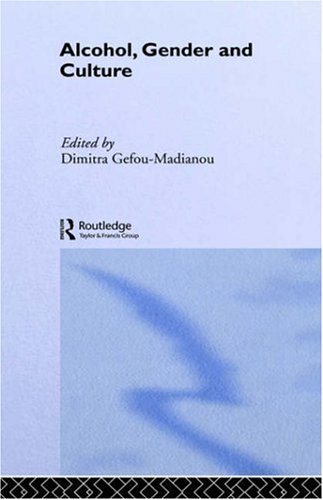 Alcohol, Gender and
Culture
Edited by
Dimitra Gefou-Madianou
Routledge
Taylor & Francis Group